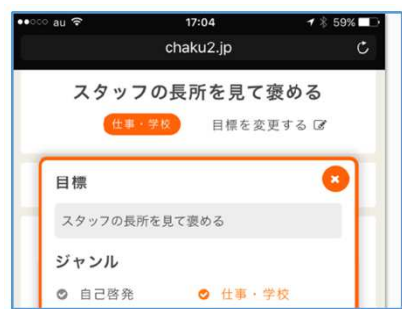 au 17:04 59%
chaku2.jp
スタッフの長所を見て褒める
仕事・学校 目標を変更する
目標
スタッフの長所を見て褒める
ジャンル
自己啓発 仕事・学校